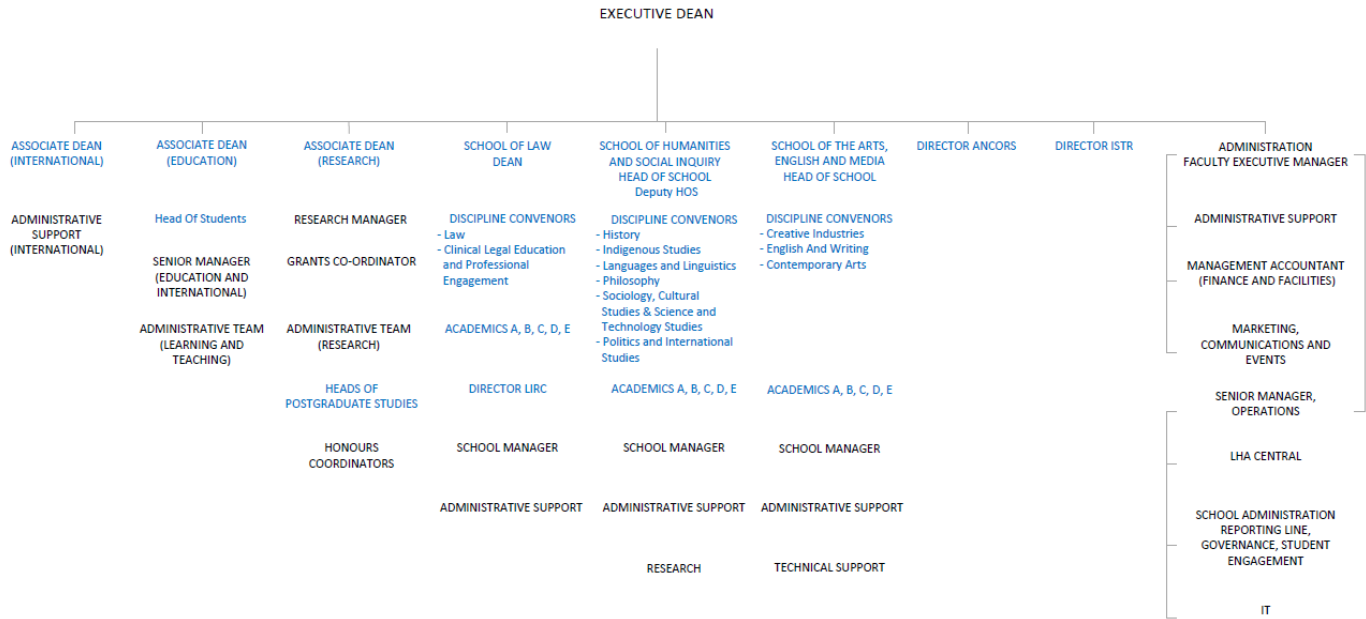 EXECUTIVE DEAN
ASSOCIATE DEAN
(INTERNATIONAL)
ADMINISTRATIVE
SUPPORT
(INTERNATIONAL)
ASSOCIATE DEAN
(EDUCATION)
Head Of Students
SENIOR MANAGER
(EDUCATION AND
INTERNATIONAL)
ADMINISTRATIVE TEAM
(LEARNING AND
TEACHING)
ASSOCIATE DEAN
(RESEARCH)
RESEARCH MANAGER
GRANTS CO-ORDINATOR
ADMINISTRATIVE TEAM
(RESEARCH)
HEADS OF
POSTGRADUATE STUDIES
HONOURS
COORDINATORS
SCHOOL OF LAW
DEAN
DISCIPLINE CONVENORS
- Law
- Clinical Legal Education
and Professional
Engagement
ACADEMICS A, B, C, D, E
DIRECTOR LIRC
SCHOOL MANAGER
ADMINISTRATIVE SUPPORT
SCHOOL OF HUMANITIES
AND SOCIAL INQUIRY
HEAD OF SCHOOL
Deputy HOS
DISCIPLINE CONVENORS
- History
- Indigenous Studies
- Languages and Linguistics
- Philosophy
- Sociology, Cultural
Studies & Science and
Technology Studies
- Politics and International
Studies
ACADEMICS A, B, C, D, E
SCHOOL MANAGER
ADMINISTRATIVE SUPPORT
RESEARCH
SCHOOL OF THE ARTS,
ENGLISH AND MEDIA
HEAD OF SCHOOL
DISCIPLINE CONVENORS
- Creative Industries
- English And Writing
- Contemporary Arts
ACADEMICS A, B, C, D, E
SCHOOL MANAGER
ADMINISTRATIVE SUPPORT
TECHNICAL SUPPORT
DIRECTOR ANCORS
DIRECTOR ISTR
ADMINISTRATION
FACULTY EXECUTIVE MANAGER
ADMINISTRATIVE SUPPORT
MANAGEMENT ACCOUNTANT
(FINANCE AND FACILITIES)
MARKETING,
COMMUNICATIONS AND
EVENTS
SENIOR MANAGER,
OPERATIONS
LHA CENTRAL
SCHOOL ADMINISTRATION
REPORTING LINE,
GOVERNANCE, STUDENT
ENGAGEMENT
IT